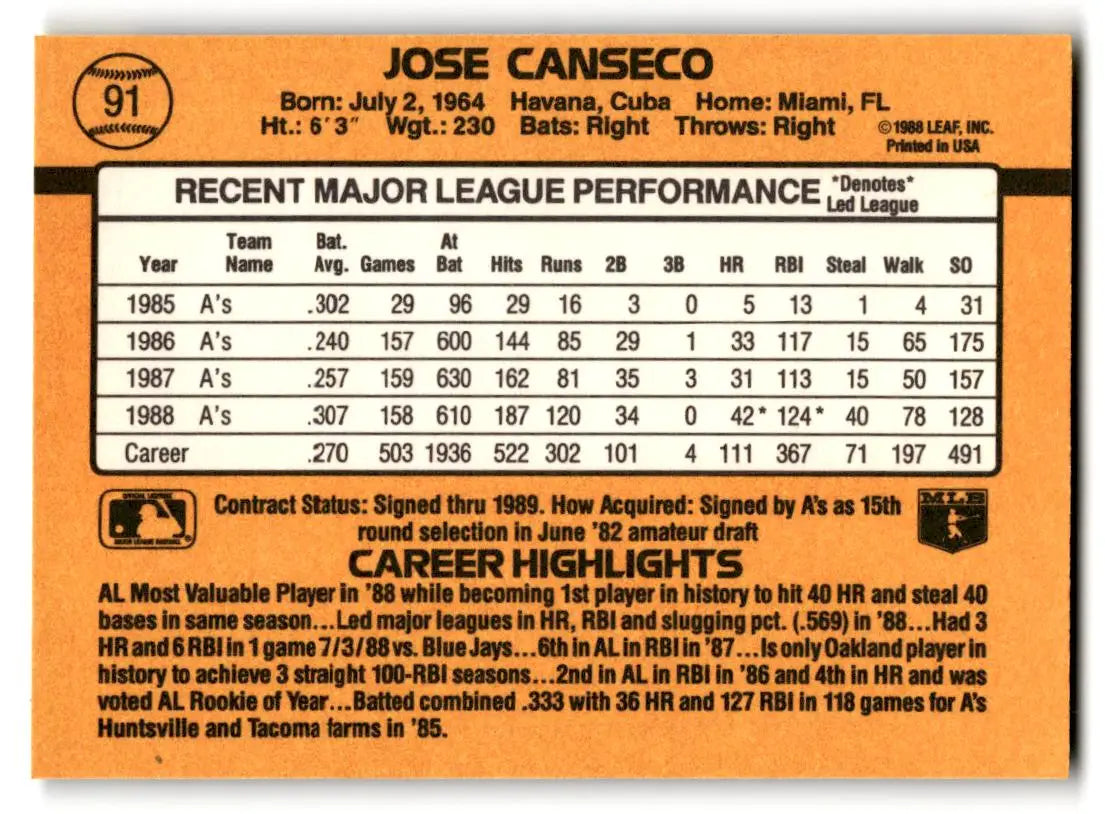 91
JOSE CANSECO
Born: July 2, 1964 Havana, Cuba Home: Miami, FL
Ht.: 6'3" Wgt.: 230 Bats: Right Throws: Right
©1988 LEAF, INC.
Printed in USA
RECENT MAJOR LEAGUE PERFORMANCE *Denotes*
Led League
Year Team Name Bat. Avg. Games At Bat Hits Runs 2B 3B HR RBI Steal Walk SO
1985 A's .302 29 96 29 16 3 0 5 13 1 4 31
1986 A's .240 157 600 144 85 29 1 33 117 15 65 175
1987 A's .257 159 630 162 81 35 3 31 113 15 50 157
1988 A's .307 158 610 187 120 34 0 42* 124* 40 78 128
Career .270 503 1936 522 302 101 4 111 367 71 197 491
Contract Status: Signed thru 1989. How Acquired: Signed by A's as 15th
round selection in June '82 amateur draft
MLB
CAREER HIGHLIGHTS
AL Most Valuable Player in '88 while becoming 1st player in history to hit 40 HR and steal 40
bases in same season...Led major leagues in HR, RBI and slugging pct. (.569) in '88...Had 3
HR and 6 RBI in 1 game 7/3/88 vs. Blue Jays...6th in AL in RBI in '87...Is only Oakland player in
history to achieve 3 straight 100-RBI seasons...2nd in AL in RBI in '86 and 4th in HR and was
voted AL Rookie of Year...Batted combined .333 with 36 HR and 127 RBI in 118 games for A's
Huntsville and Tacoma farms in '85.